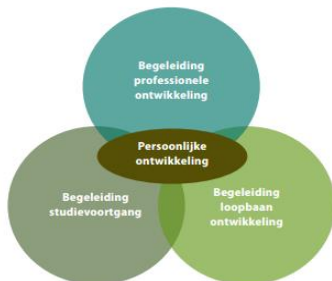 Begeleiding
professionele
ontwikkeling
Persoonlijke
ontwikkeling
Begeleiding
studievoortgang
Begeleiding
loopbaan
ontwikkeling